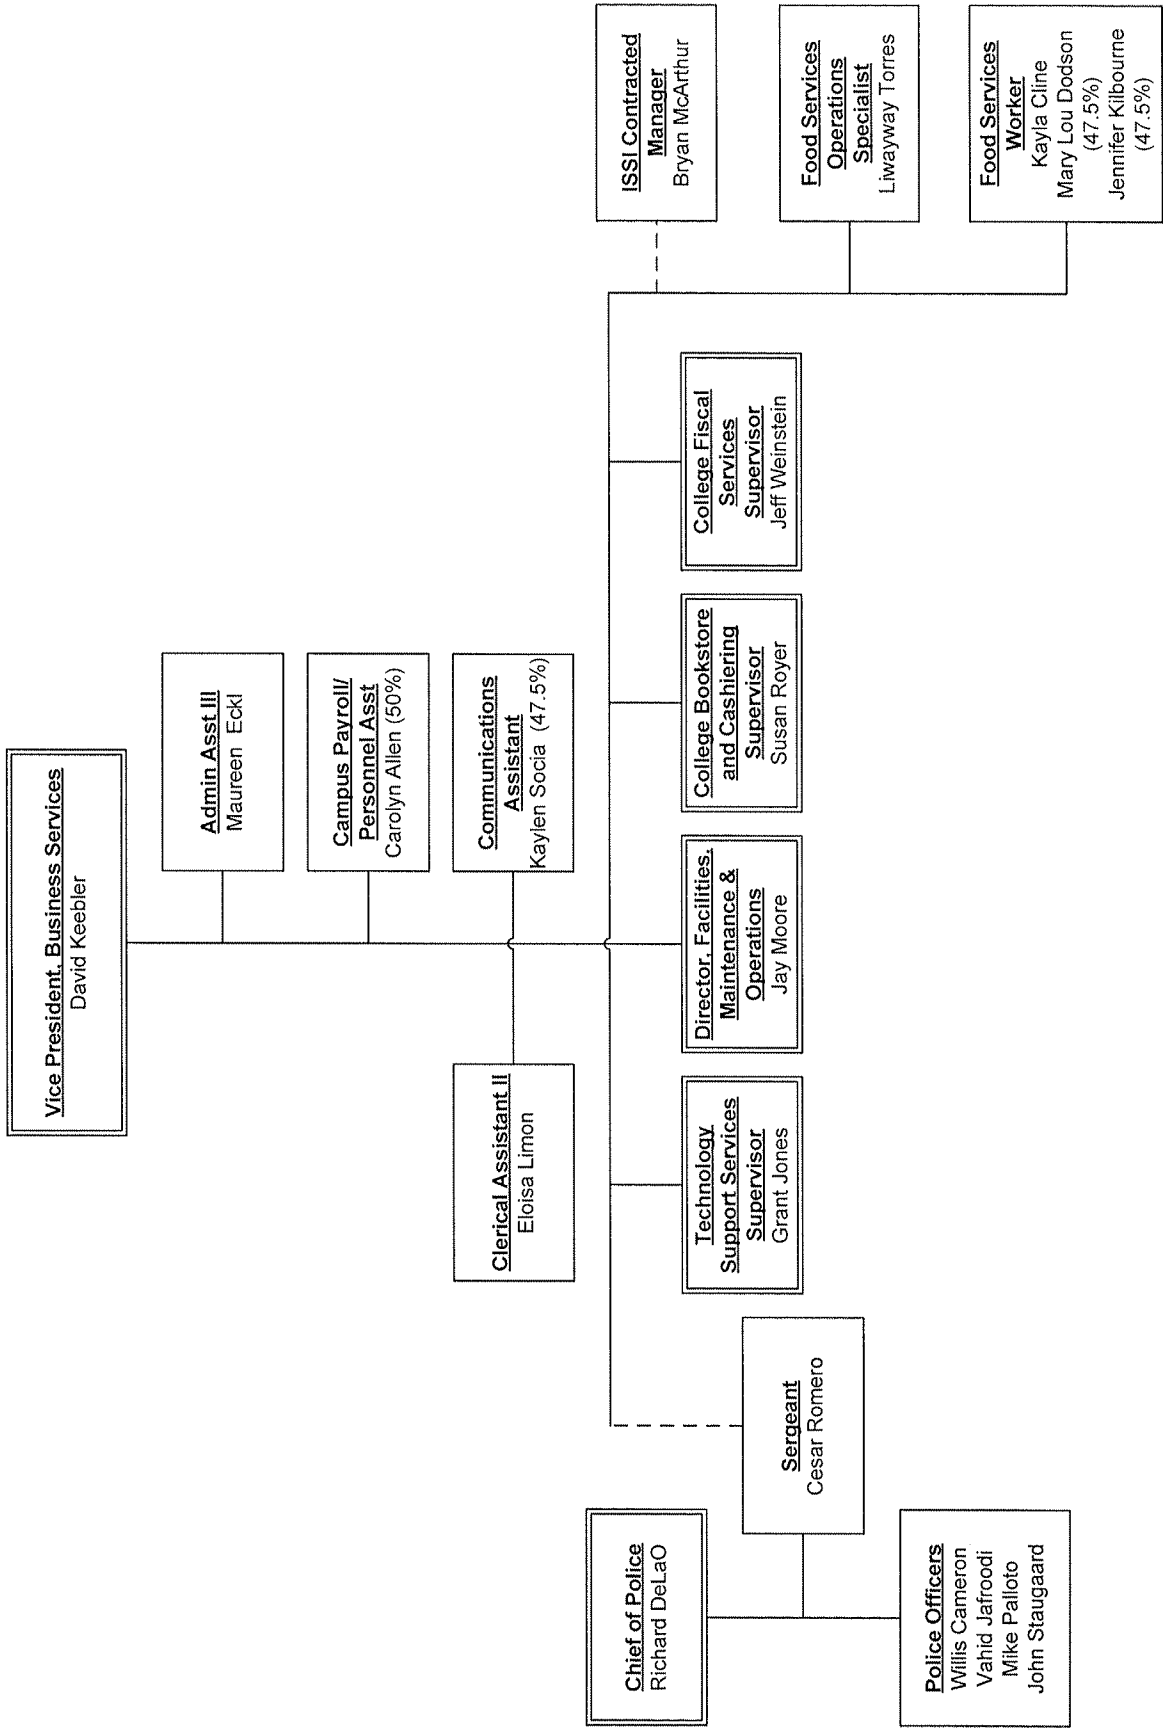 Vice President, Business Services
David Keebler
Admin Asst III
Maureen Eckl
Campus Payroll/
Personnel Asst
Carolyn Allen (50%)
Clerical Assistant II
Eloisa Limon
Communications
Assistant
Kaylen Socia (47.5%)
Chief of Police
Richard DeLaO
Sergeant
Cesar Romero
Police Officers
Willis Cameron
Vahid Jafroodi
Mike Palloto
John Staugaard
Technology
Support Services
Supervisor
Grant Jones
Director, Facilities,
Maintenance &
Operations
Jay Moore
College Bookstore
and Cashiering
Supervisor
Susan Royer
College Fiscal
Services
Supervisor
Jeff Weinstein
ISSI Contracted
Manager
Bryan McArthur
Food Services
Operations
Specialist
Liwayway Torres
Food Services
Worker
Kayla Cline
Mary Lou Dodson
(47.5%)
Jennifer Kilbourne
(47.5%)